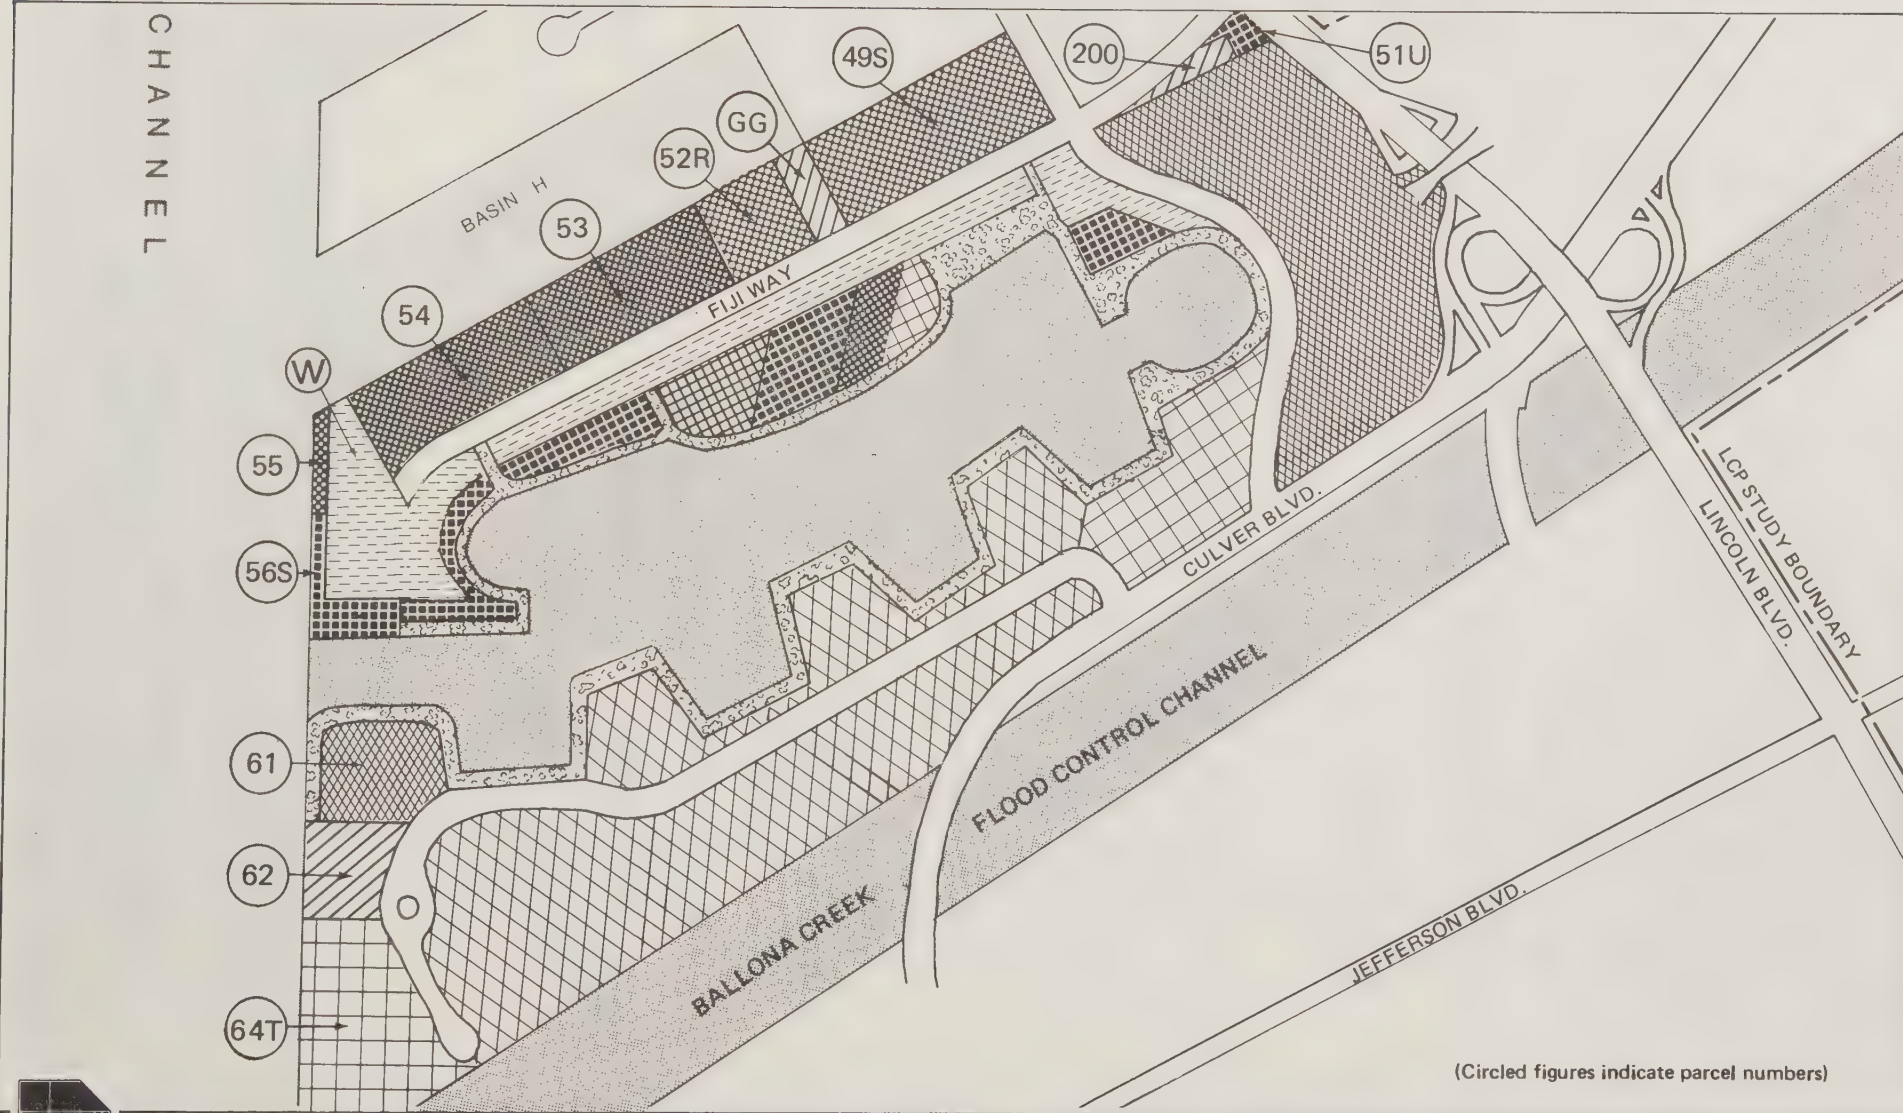 CHANNEL
49S
200
51U
GG
52R
BASIN H
53
54
FIJI WAY
W
55
56S
CULVER BLVD.
LCP STUDY BOUNDARY
LINCOLN BLVD.
61
62
64T
FLOOD CONTROL CHANNEL
BALLONA CREEK
JEFFERSON BLVD.
(Circled figures indicate parcel numbers)